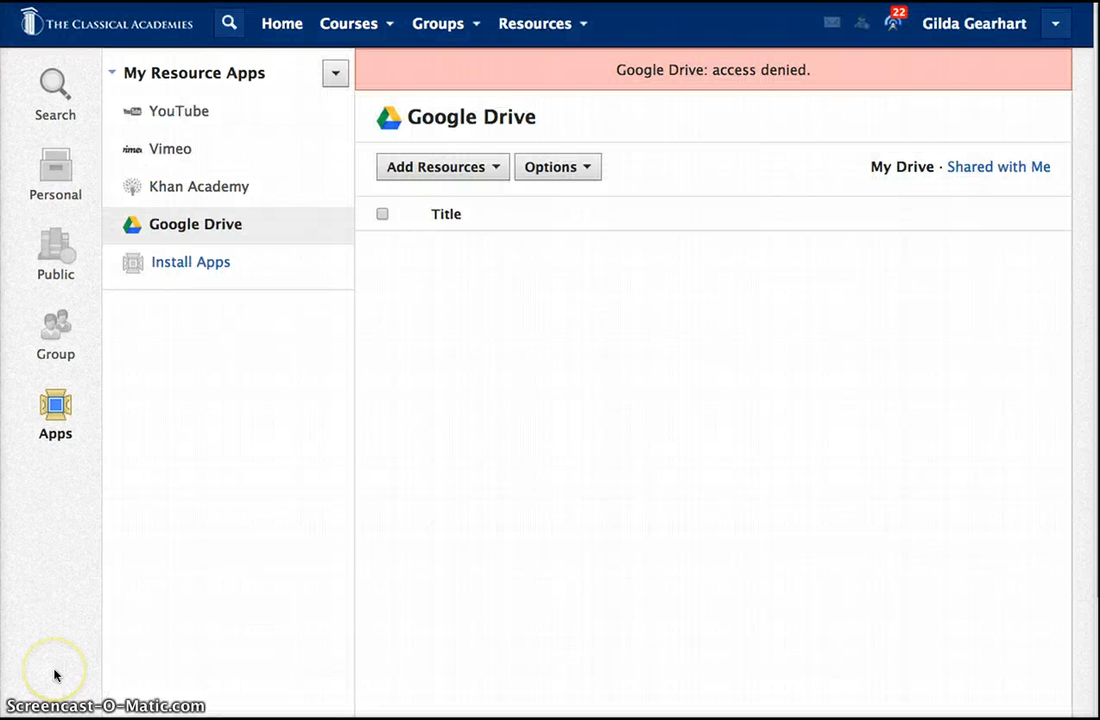 THE CLASSICAL ACADEMIES
Home
Courses
Groups
Resources
22
Gilda Gearhart
Search
Personal
Public
Group
Apps
My Resource Apps
YouTube
vimeo
Vimeo
Khan Academy
Google Drive
Install Apps
Google Drive: access denied.
Google Drive
Add Resources
Options
My Drive · Shared with Me
Title
Screencast-O-Matic.com